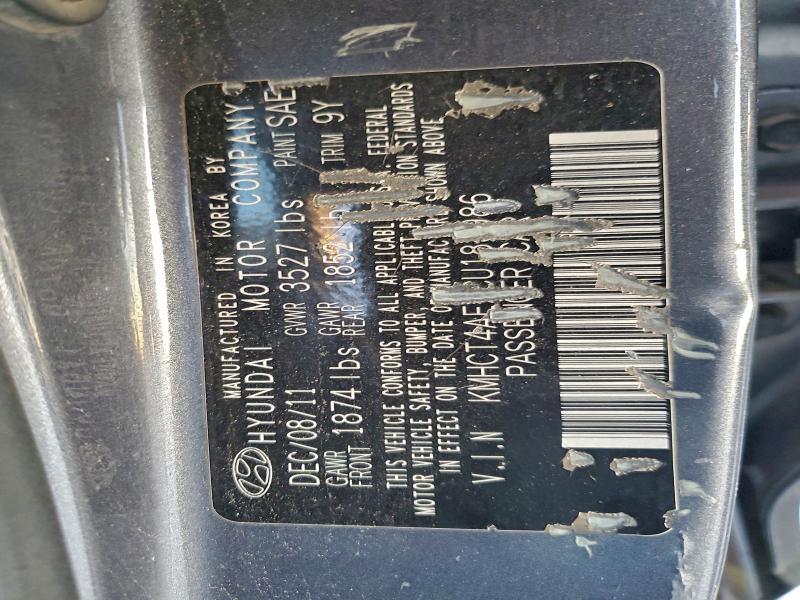 MANUFACTURED IN KOREA BY
HYUNDAI MOTOR COMPANY
DEC/08/11 GVWR 3527 lbs PAINT SAE
GAWR FRONT 1874 lbs GAWR REAR 1852 TRIM 9Y
THIS VEHICLE CONFORMS TO ALL APPLICABLE FEDERAL
MOTOR VEHICLE SAFETY, BUMPER, AND THEFT STANDARDS
IN EFFECT ON THE DATE OF SHOWN ABOVE
V.I.N
PASSENGER